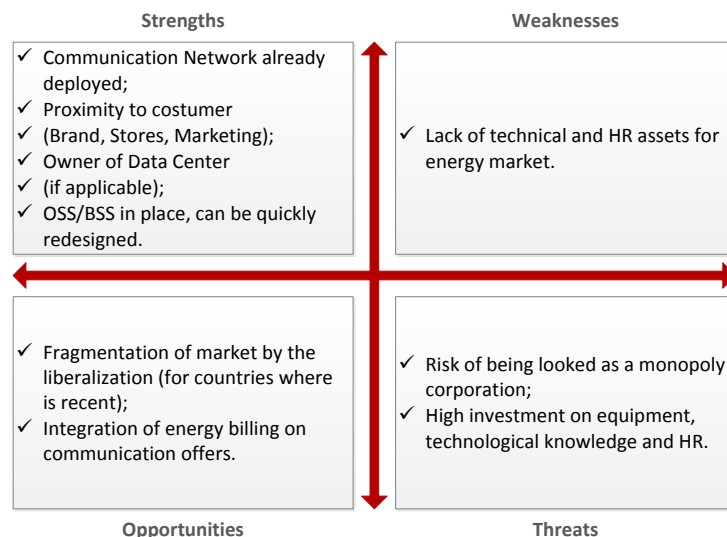 Strengths
Weaknesses
✓ Communication Network already
deployed;
✓ Proximity to costumer
✓ (Brand, Stores, Marketing);
✓ Owner of Data Center
✓ (if applicable);
✓ OSS/BSS in place, can be quickly
redesigned.
✓ Lack of technical and HR assets for
energy market.
✓ Fragmentation of market by the
liberalization (for countries where
is recent);
✓ Integration of energy billing on
communication offers.
✓ Risk of being looked as a monopoly
corporation;
✓ High investment on equipment,
technological knowledge and HR.
Opportunities
Threats